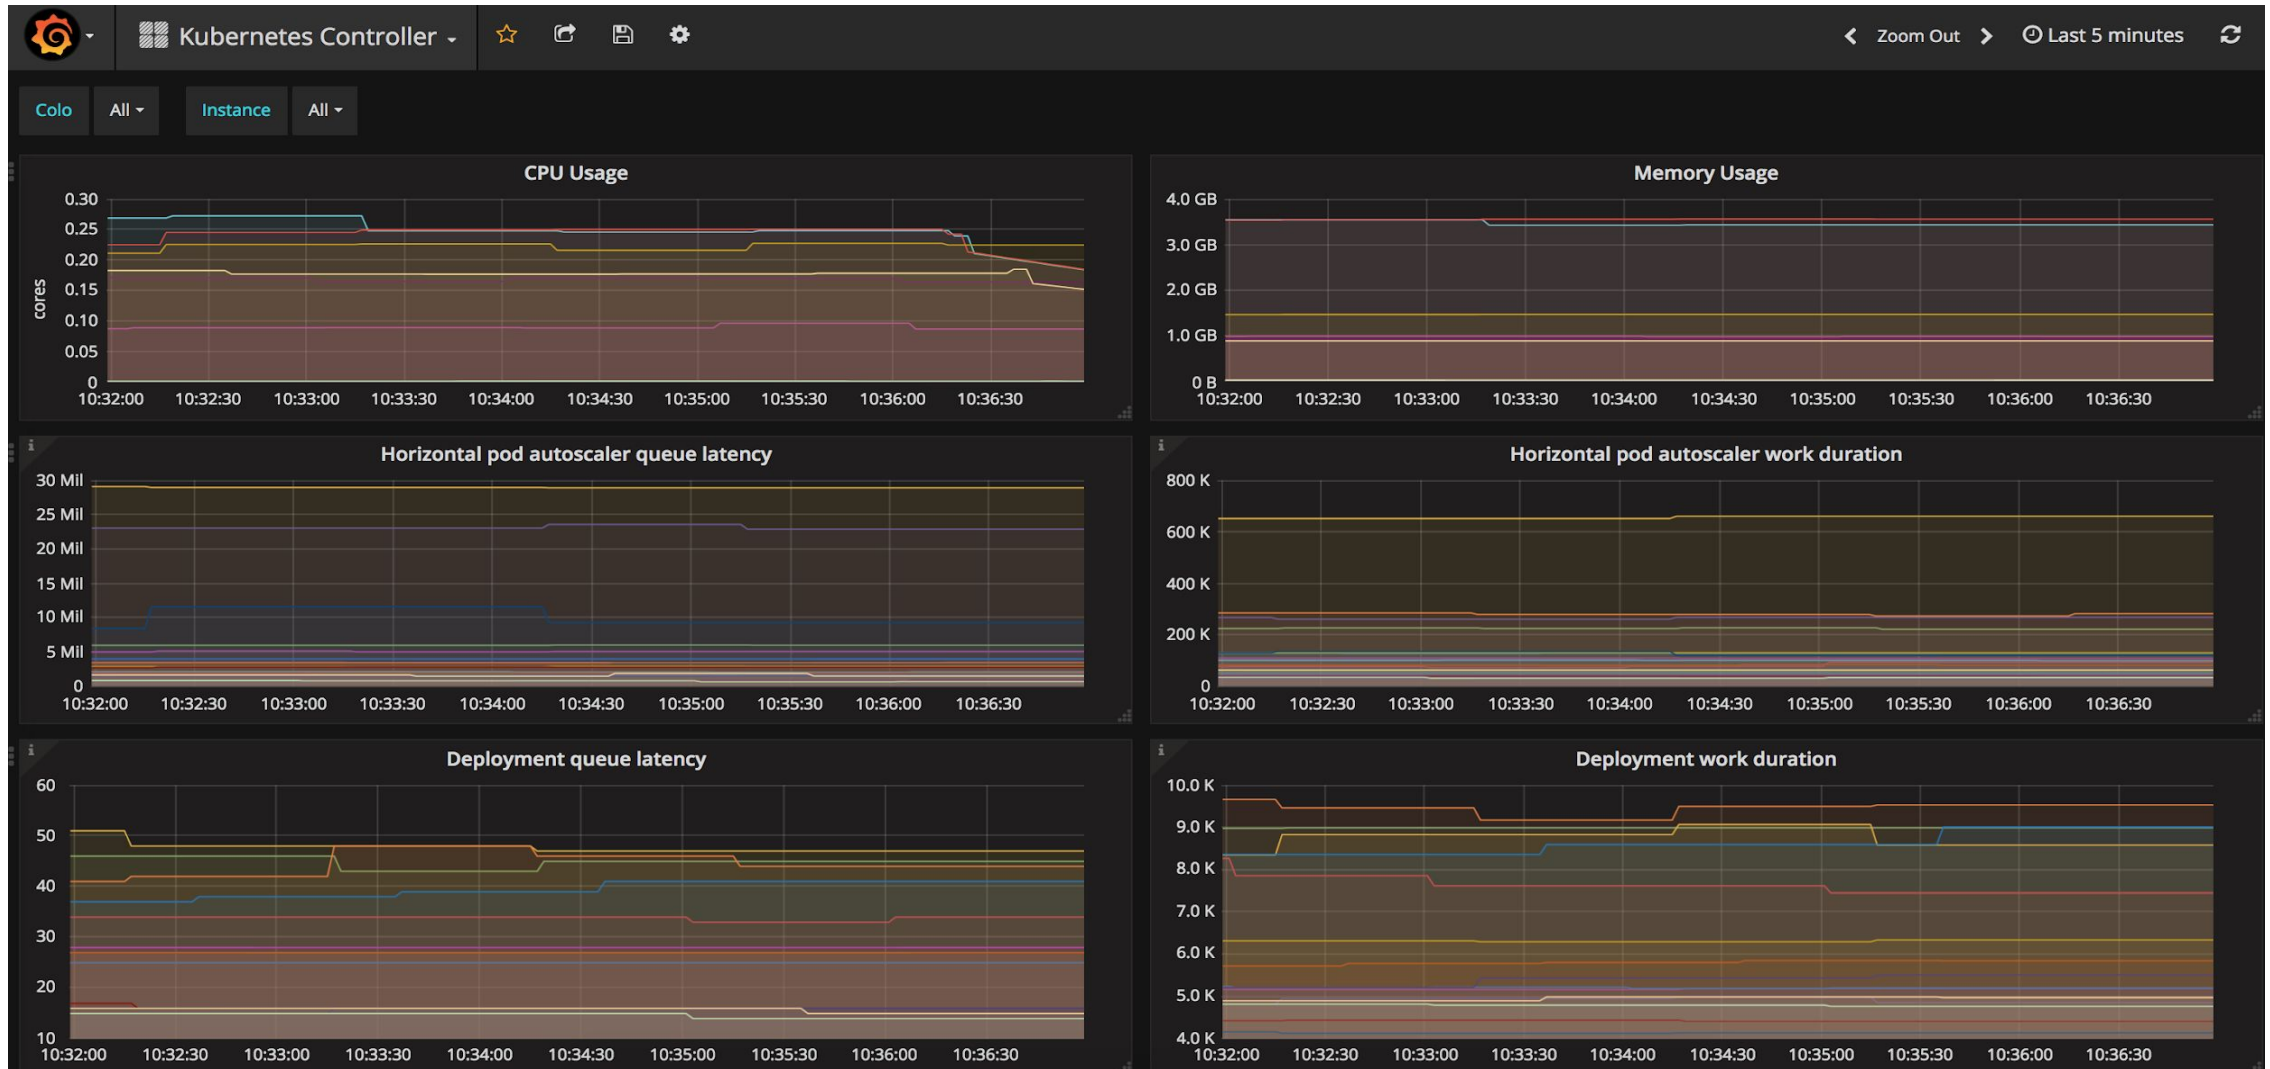 Kubernetes Controller
Zoom Out
Last 5 minutes
Colo All Instance All
CPU Usage
0.30
0.25
0.20
0.15
0.10
0.05
0
cores
10:32:00 10:32:30 10:33:00 10:33:30 10:34:00 10:34:30 10:35:00 10:35:30 10:36:00 10:36:30
Memory Usage
4.0 GB
3.0 GB
2.0 GB
1.0 GB
0 B
10:32:00 10:32:30 10:33:00 10:33:30 10:34:00 10:34:30 10:35:00 10:35:30 10:36:00 10:36:30
i
Horizontal pod autoscaler queue latency
30 Mil
25 Mil
20 Mil
15 Mil
10 Mil
5 Mil
0
10:32:00 10:32:30 10:33:00 10:33:30 10:34:00 10:34:30 10:35:00 10:35:30 10:36:00 10:36:30
i
Horizontal pod autoscaler work duration
800 K
600 K
400 K
200 K
0
10:32:00 10:32:30 10:33:00 10:33:30 10:34:00 10:34:30 10:35:00 10:35:30 10:36:00 10:36:30
i
Deployment queue latency
60
50
40
30
20
10
10:32:00 10:32:30 10:33:00 10:33:30 10:34:00 10:34:30 10:35:00 10:35:30 10:36:00 10:36:30
i
Deployment work duration
10.0 K
9.0 K
8.0 K
7.0 K
6.0 K
5.0 K
4.0 K
10:32:00 10:32:30 10:33:00 10:33:30 10:34:00 10:34:30 10:35:00 10:35:30 10:36:00 10:36:30